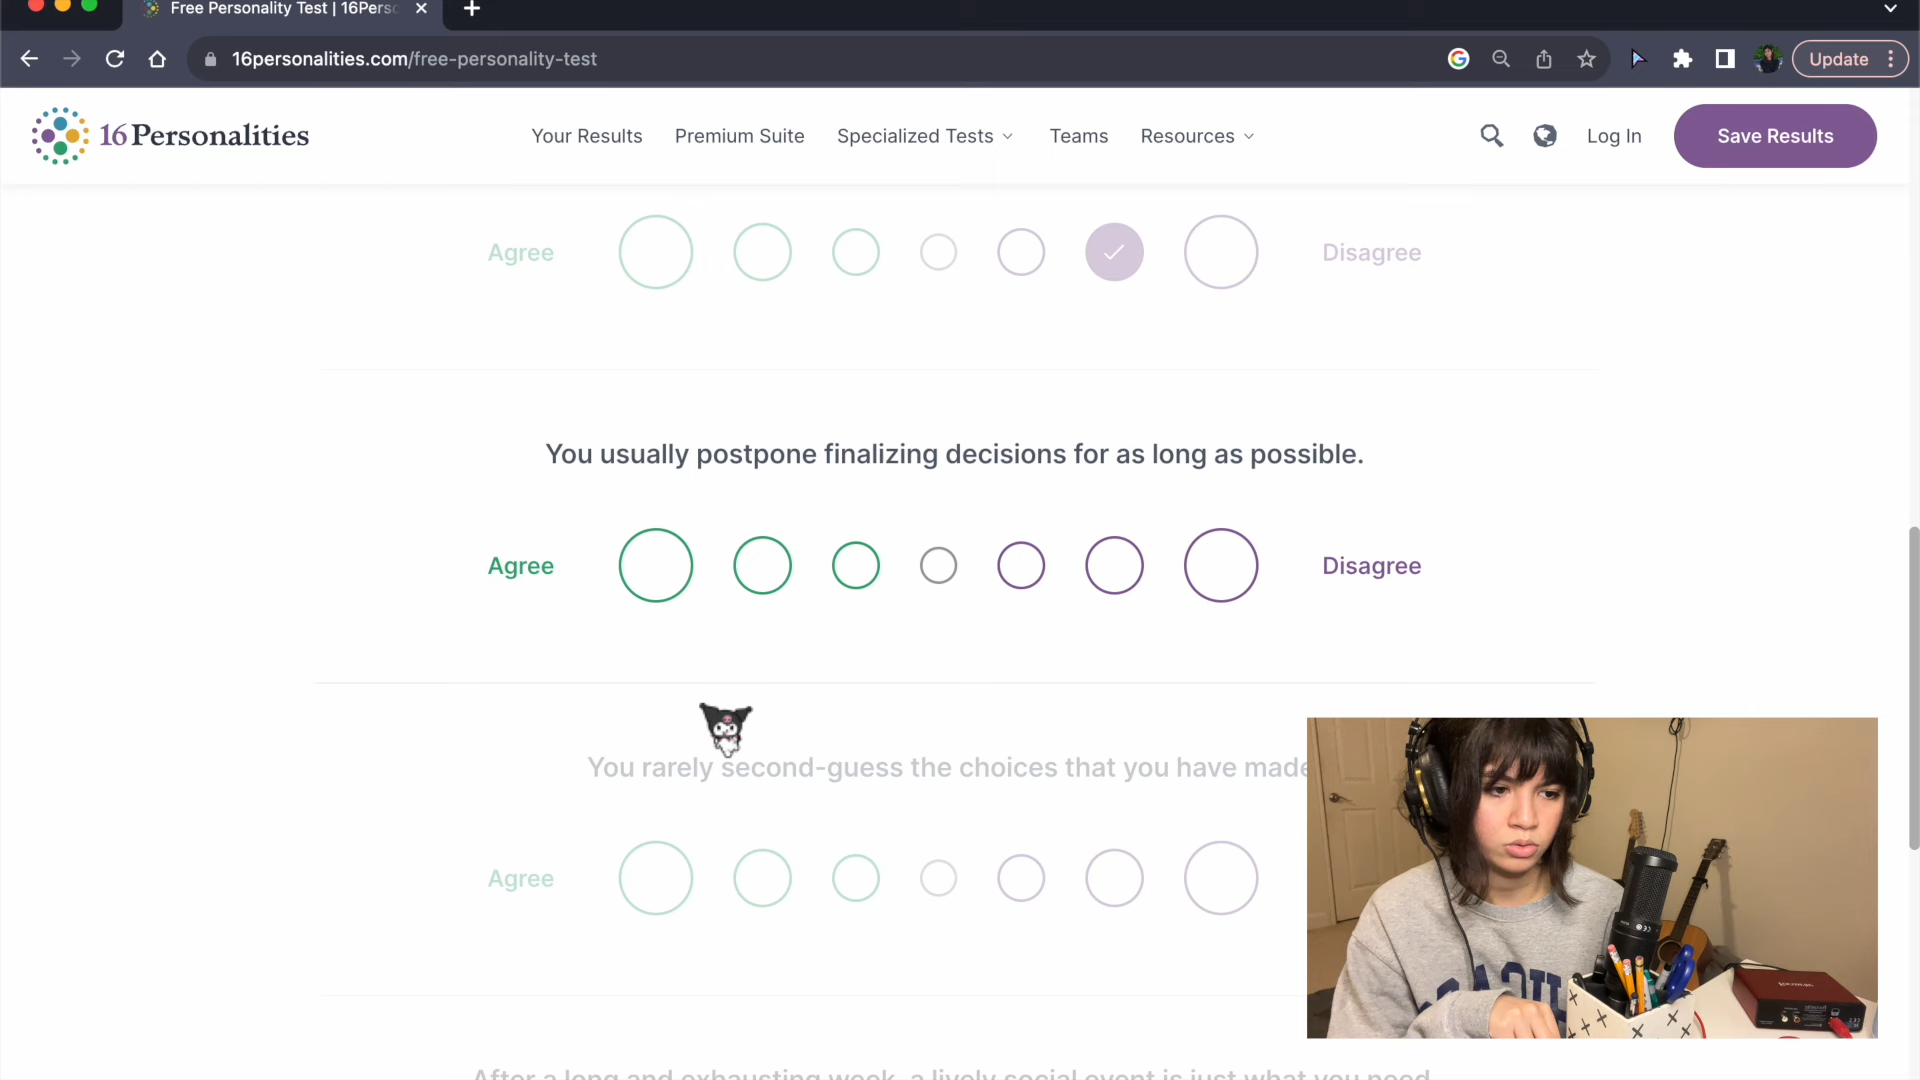 Free Personality Test | 16Pers
16personalities.com/free-personality-test
Update
16Personalities
Your Results
Premium Suite
Specialized Tests
Teams
Resources
Log In
Save Results
Agree
Disagree
You usually postpone finalizing decisions for as long as possible.
Agree
Disagree
You rarely second-guess the choices that you have made
Agree
After a long and exhausting week, a lively social event is just what you need